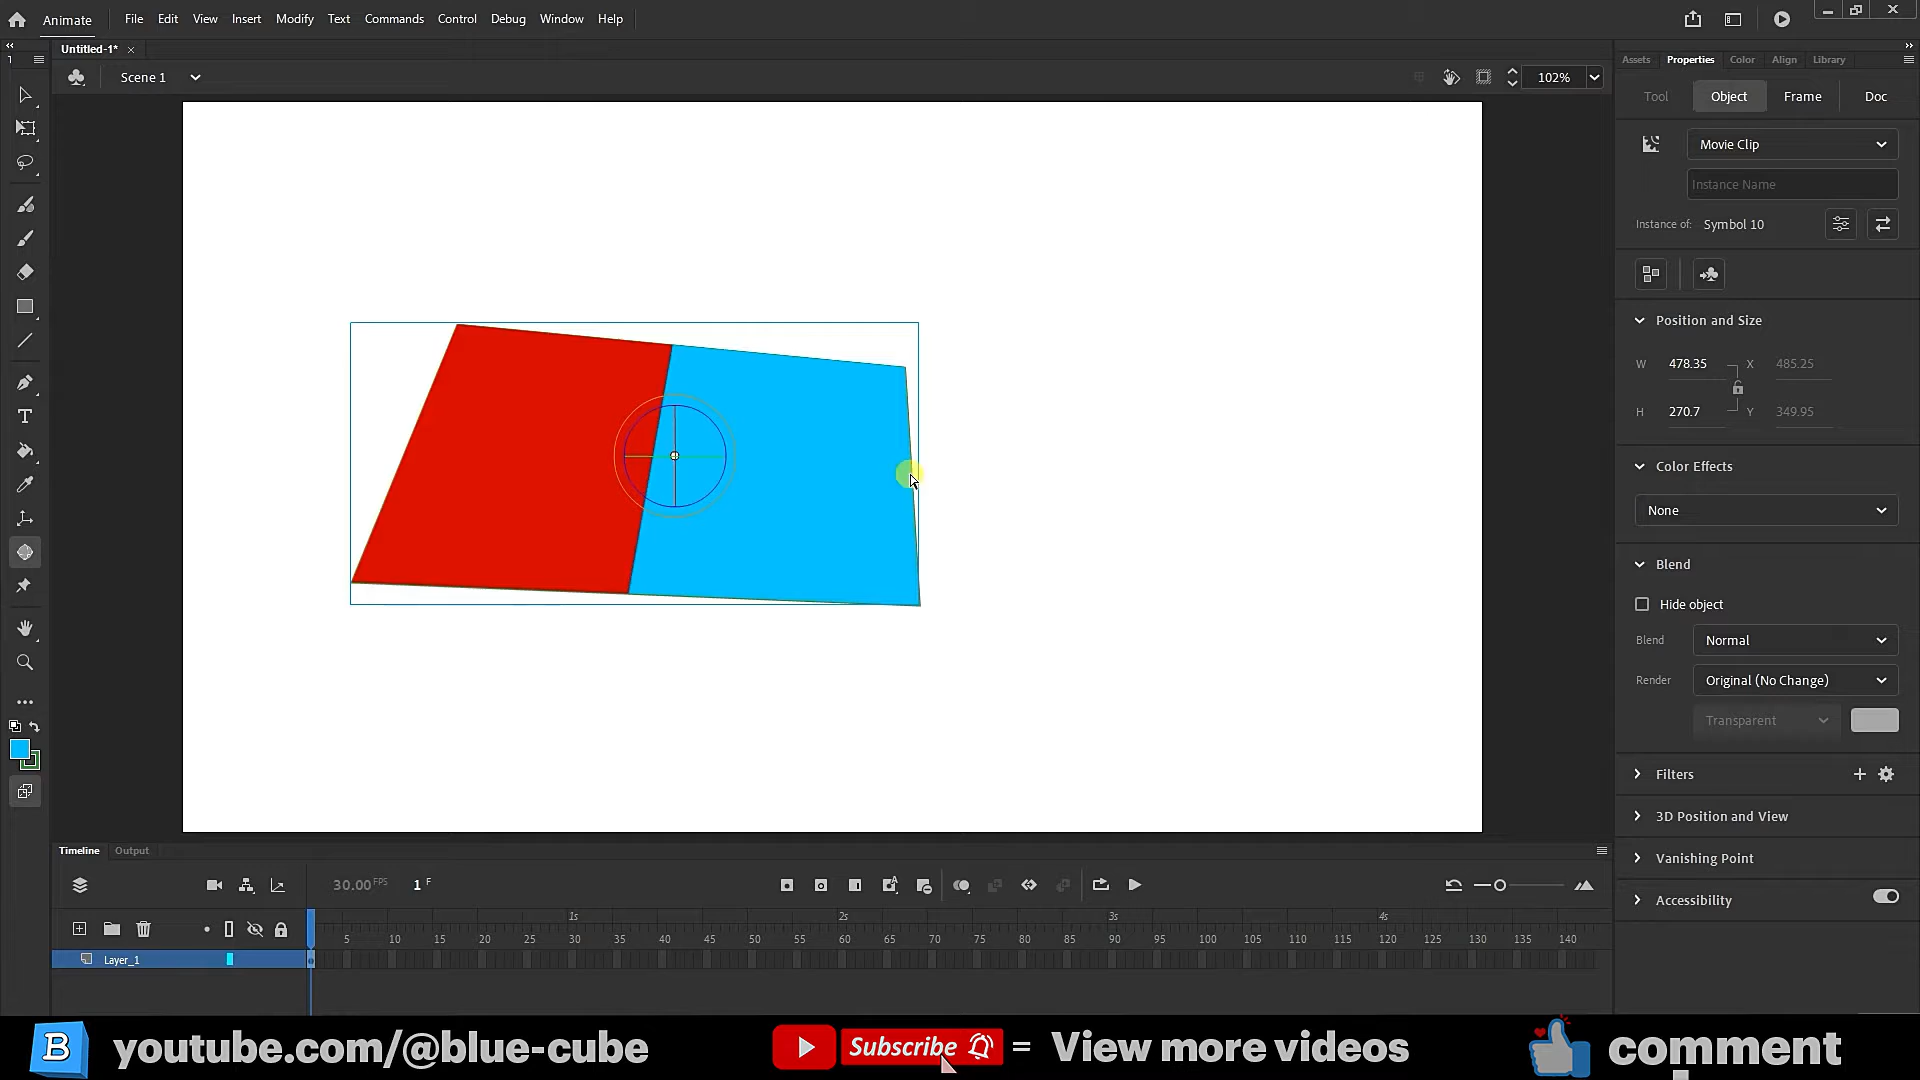 Animate File Edit View Insert Modify Text Commands Control Debug Window Help
Untitled-1* ×
Scene 1 102%
Assets Properties Color Align Library
Tool Object Frame Doc
Movie Clip
Instance Name
Instance of: Symbol 10
Position and Size
W 478.35 X 485.25
H 270.7 Y 349.95
Color Effects
None
Blend
Hide object
Blend Normal
Render Original (No Change)
Transparent
Filters
3D Position and View
Vanishing Point
Accessibility
Timeline Output
30.00 FPS 1 F
1s 2s 3s 4s
5 10 15 20 25 30 35 40 45 50 55 60 65 70 75 80 85 90 95 100 105 110 115 120 125 130 135 140
Layer_1
B youtube.com/@blue-cube Subscribe = View more videos comment